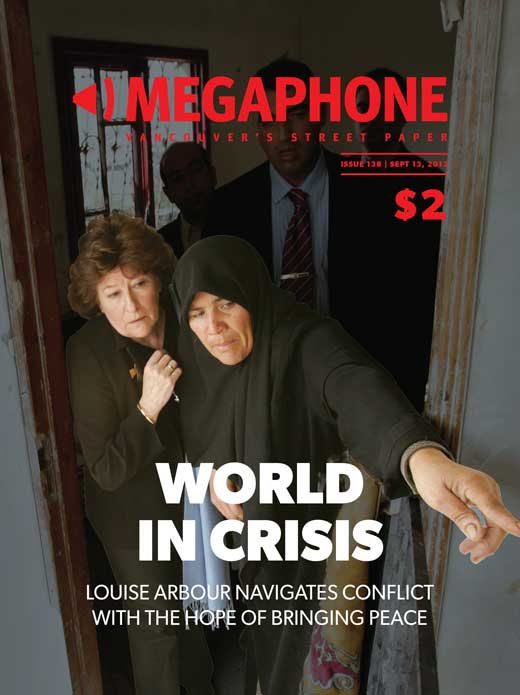 MEGAPHONE
VANCOUVER'S STREET PAPER
ISSUE 138 | SEPT 13, 2013
$2
WORLD
IN CRISIS
LOUISE ARBOUR NAVIGATES CONFLICT
WITH THE HOPE OF BRINGING PEACE